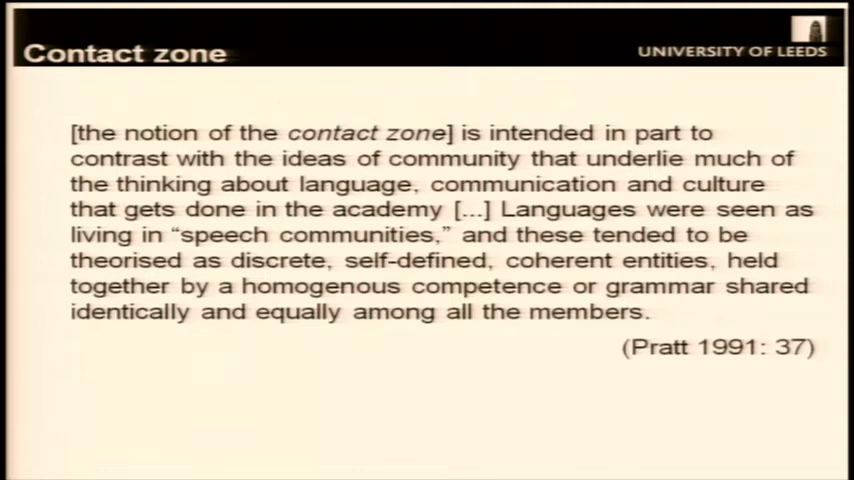 Contact zone
UNIVERSITY OF LEEDS
[the notion of the contact zone] is intended in part to
contrast with the ideas of community that underlie much of
the thinking about language, communication and culture
that gets done in the academy [...] Languages were seen as
living in “speech communities,” and these tended to be
theorised as discrete, self-defined, coherent entities, held
together by a homogenous competence or grammar shared
identically and equally among all the members.
(Pratt 1991: 37)